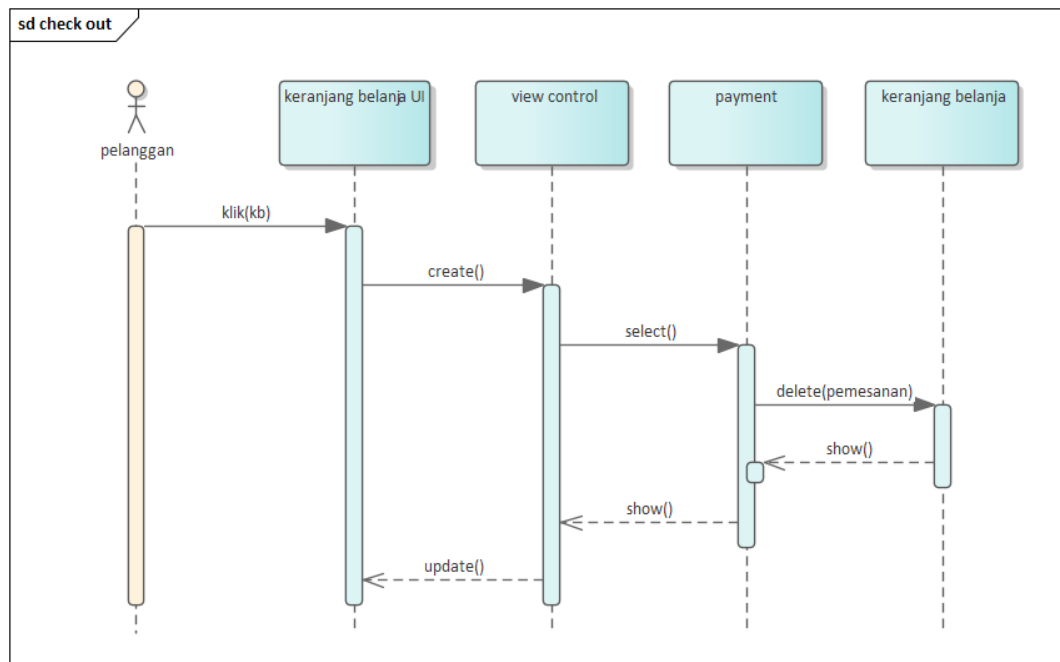 sd check out
pelanggan
keranjang belanja UI
view control
payment
keranjang belanja
klik(kb)
create()
select()
delete(pemesanan)
show()
show()
update()